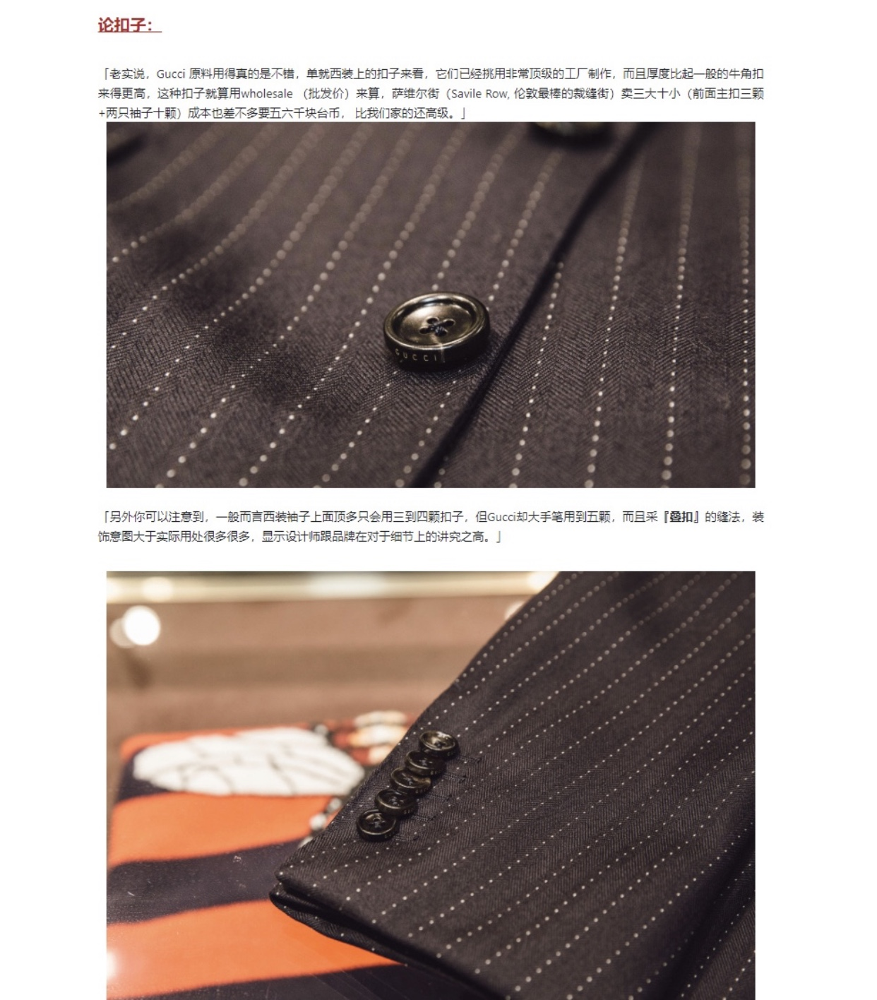 论扣子：
「老实说，Gucci 原料用得真的是不错，单就西装上的扣子来看，它们已经挑用非常顶级的工厂制作，而且厚度比起一般的牛角扣
来得更高，这种扣子就算用wholesale （批发价）来算，萨维尔街（Savile Row, 伦敦最棒的裁缝街）卖三大十小（前面主扣三颗
+两只袖子十颗）成本也差不多要五六千块台币， 比我们家的还高级。」
GUCCI
「另外你可以注意到，一般而言西装袖子上面顶多只会用三到四颗扣子，但Gucci却大手笔用到五颗，而且采『叠扣』的缝法，装
饰意图大于实际用处很多很多，显示设计师跟品牌在对于细节上的讲究之高。」